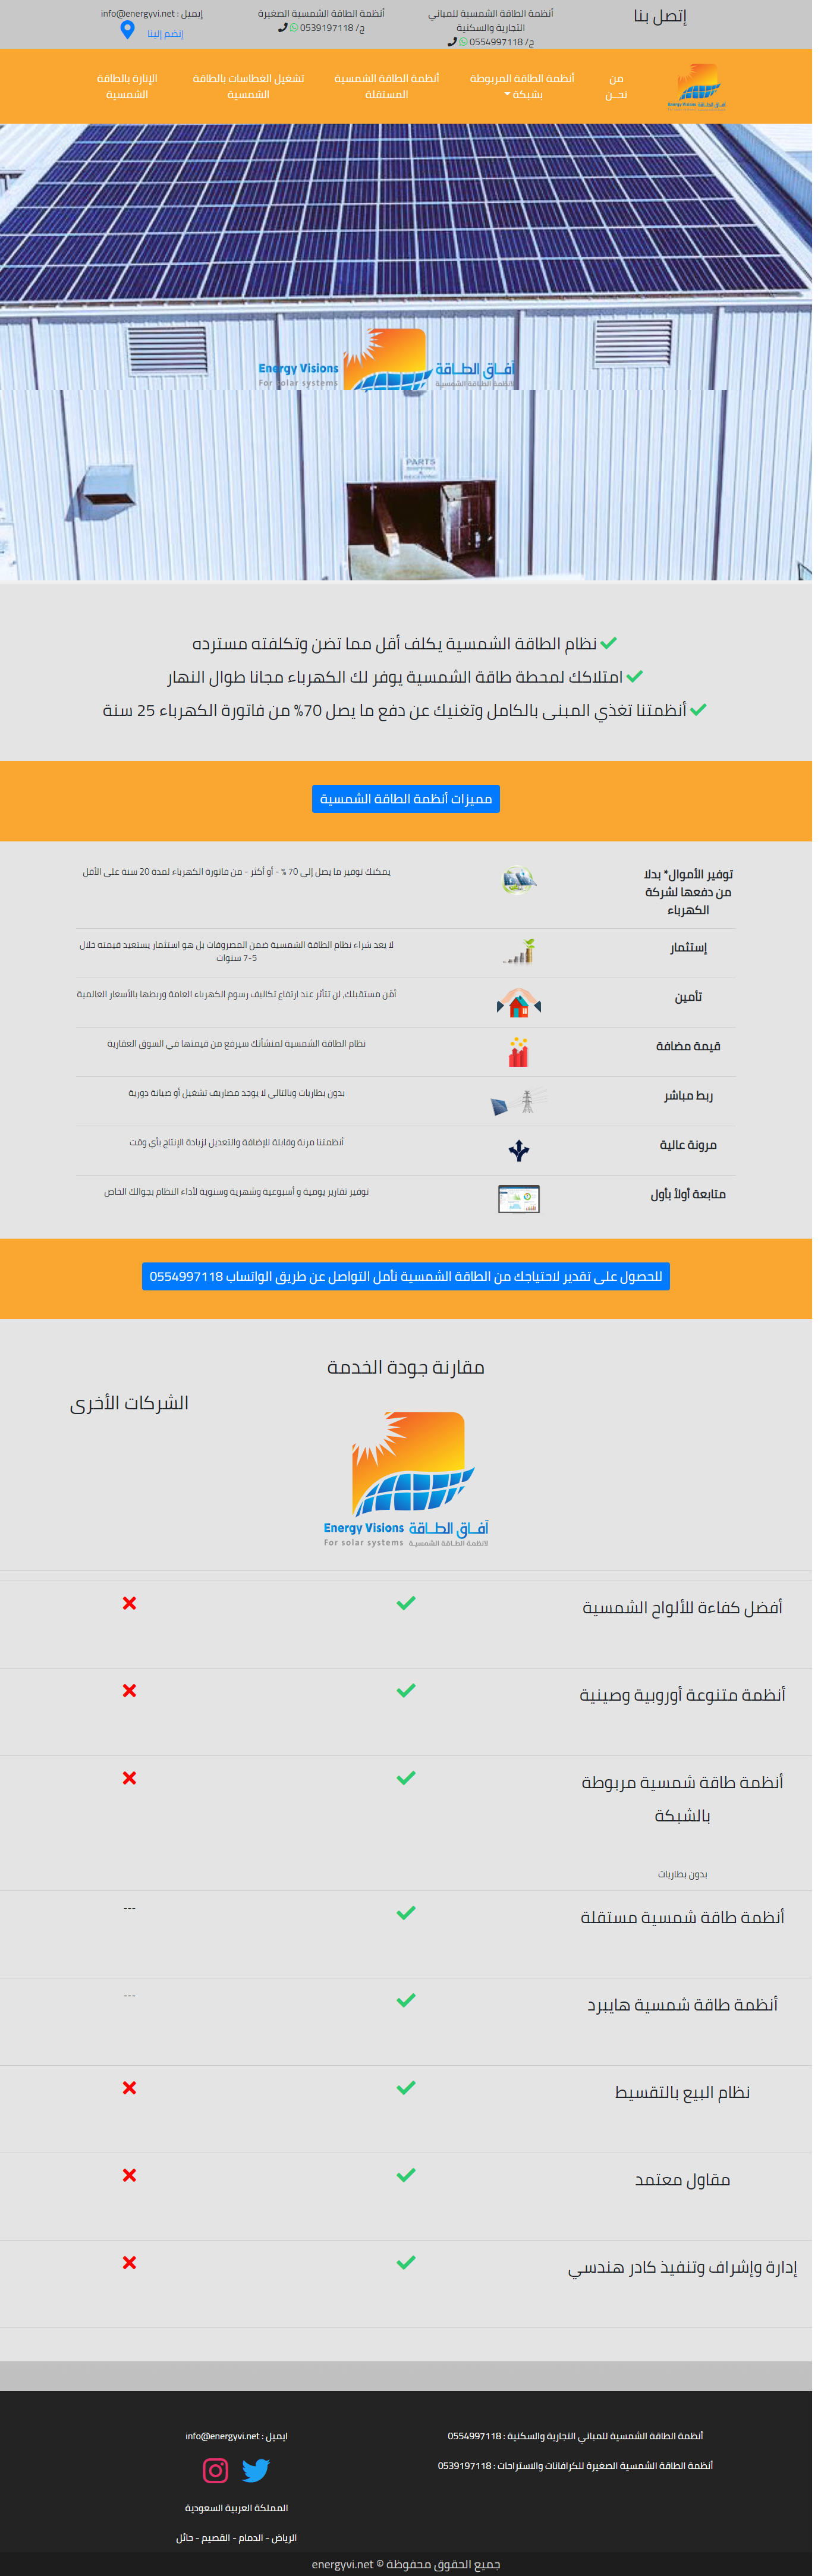 إتصل بنا
أنظمة الطاقة الشمسية للمباني
التجارية والسكنية
ج/ 0554997118
أنظمة الطاقة الشمسية الصغيرة
ج/ 0539197118
إيميل : info@energyvi.net
إنضم إلينا
آفـاق الطـاقة
Energy Visions
من
نحــن
أنظمة الطاقة المربوطة
بشبكة
أنظمة الطاقة الشمسية
المستقلة
تشغيل الغطاسات بالطاقة
الشمسية
الإنارة بالطاقة
الشمسية
آفـاق الطـاقة
لأنظمة الطـاقة الشمسية
Energy Visions
For solar systems
PARTS
نظام الطاقة الشمسية يكلف أقل مما تضن وتكلفته مسترده
امتلاكك لمحطة طاقة الشمسية يوفر لك الكهرباء مجانا طوال النهار
أنظمتنا تغذي المبنى بالكامل وتغنيك عن دفع ما يصل 70% من فاتورة الكهرباء 25 سنة
مميزات أنظمة الطاقة الشمسية
توفير الأموال* بدلا
من دفعها لشركة
الكهرباء
يمكنك توفير ما يصل إلى 70 % - أو أكثر - من فاتورة الكهرباء لمدة 20 سنة على الأقل
إستثمار
لا يعد شراء نظام الطاقة الشمسية ضمن المصروفات بل هو استثمار يستعيد قيمته خلال
5-7 سنوات
تأمين
أمّن مستقبلك, لن تتأثر عند ارتفاع تكاليف رسوم الكهرباء العامة وربطها بالأسعار العالمية
قيمة مضافة
نظام الطاقة الشمسية لمنشأتك سيرفع من قيمتها في السوق العقارية
ربط مباشر
بدون بطاريات وبالتالي لا يوجد مصاريف تشغيل أو صيانة دورية
مرونة عالية
أنظمتنا مرنة وقابلة للإضافة والتعديل لزيادة الإنتاج بأي وقت
متابعة أولاً بأول
توفير تقارير يومية و أسبوعية وشهرية وسنوية لأداء النظام بجوالك الخاص
للحصول على تقدير لاحتياجك من الطاقة الشمسية نأمل التواصل عن طريق الواتساب 0554997118
مقارنة جودة الخدمة
الشركات الأخرى
آفـاق الطـاقة
لأنظمة الطـاقة الشمسية
Energy Visions
For solar systems
أفضل كفاءة للألواح الشمسية
أنظمة متنوعة أوروبية وصينية
أنظمة طاقة شمسية مربوطة
بالشبكة
بدون بطاريات
أنظمة طاقة شمسية مستقلة
---
أنظمة طاقة شمسية هايبرد
---
نظام البيع بالتقسيط
مقاول معتمد
إدارة وإشراف وتنفيذ كادر هندسي
أنظمة الطاقة الشمسية للمباني التجارية والسكنية : 0554997118
أنظمة الطاقة الشمسية الصغيرة للكرافانات والاستراحات : 0539197118
ايميل : info@energyvi.net
المملكة العربية السعودية
الرياض - الدمام - القصيم - حائل
جميع الحقوق محفوظة © energyvi.net